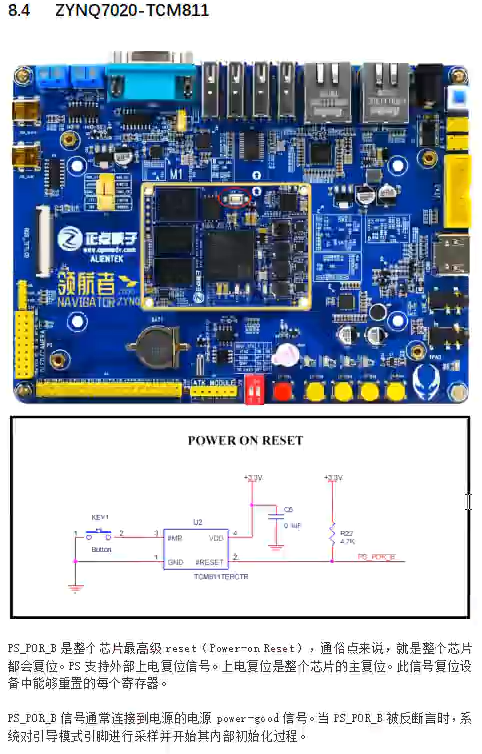 8.4 ZYNQ7020-TCM811
M1
正点原子
www.openedv.com
ALIENTEK
领航者
NAVIGATOR ZYNQ
BAT1
ATK MODULE
POWER ON RESET
+3.3V
+3.3V
KEY1
U2
C6
0.1uF
1
2
3
#MR
VDD
4
R22
4.7K
Button
1
GND
#RESET
2
PS_POR_B
TCM811TERCTR
PS_POR_B 是整个芯片最高级 reset（Power-on Reset），通俗点来说，就是整个芯片
都会复位。PS 支持外部上电复位信号。上电复位是整个芯片的主复位。此信号复位设
备中能够重置的每个寄存器。
PS_POR_B 信号通常连接到电源的电源 power-good 信号。当 PS_POR_B 被反断言时，系
统对引导模式引脚进行采样并开始其内部初始化过程。